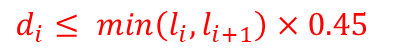 dᵢ ≤ min(lᵢ, lᵢ₊₁) × 0.45